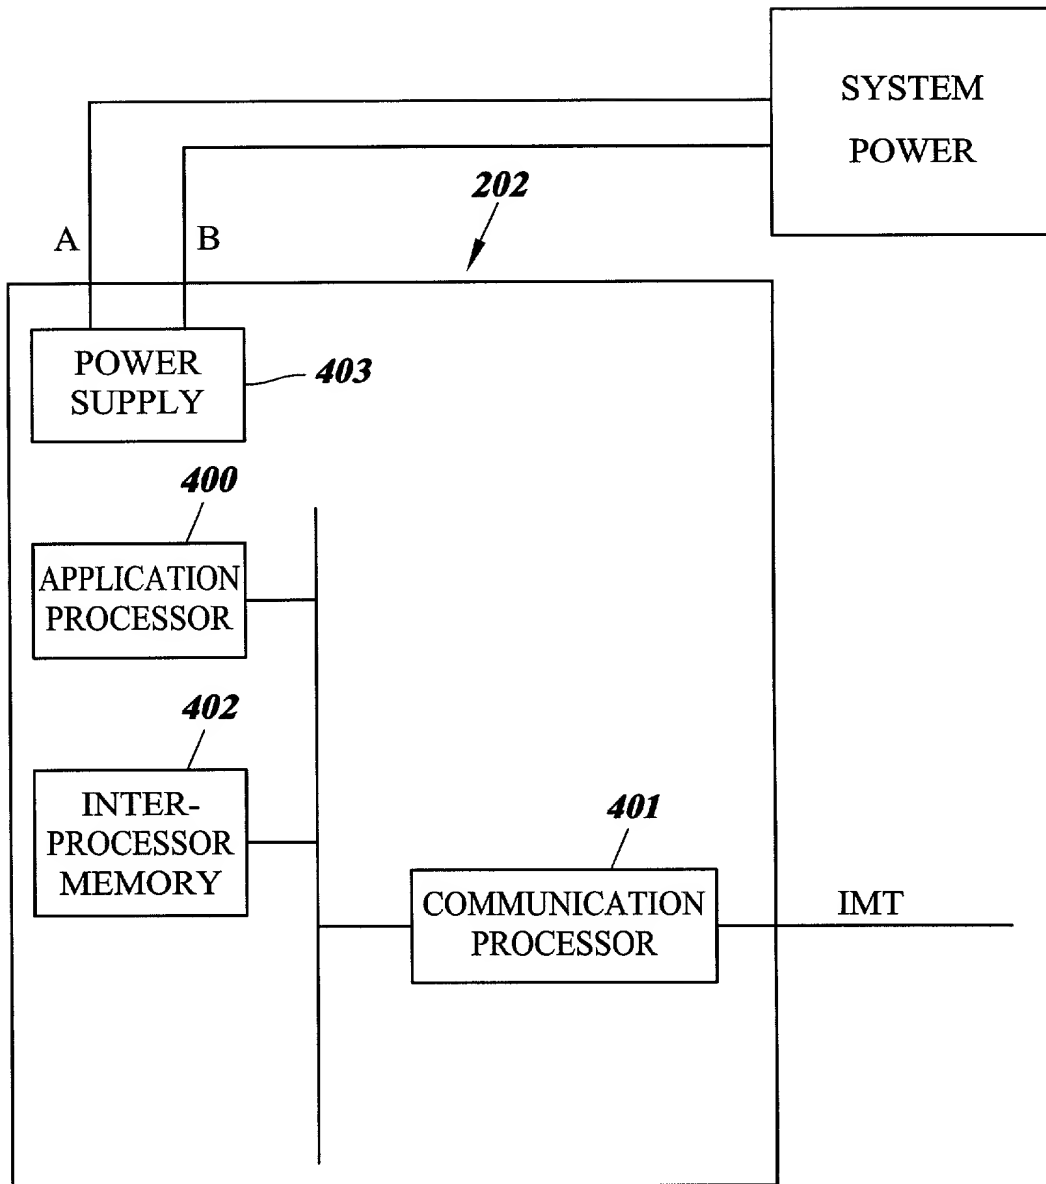 SYSTEM
POWER
202
A
B
POWER
SUPPLY
403
400
APPLICATION
PROCESSOR
402
INTER-
PROCESSOR
MEMORY
401
COMMUNICATION
PROCESSOR
IMT